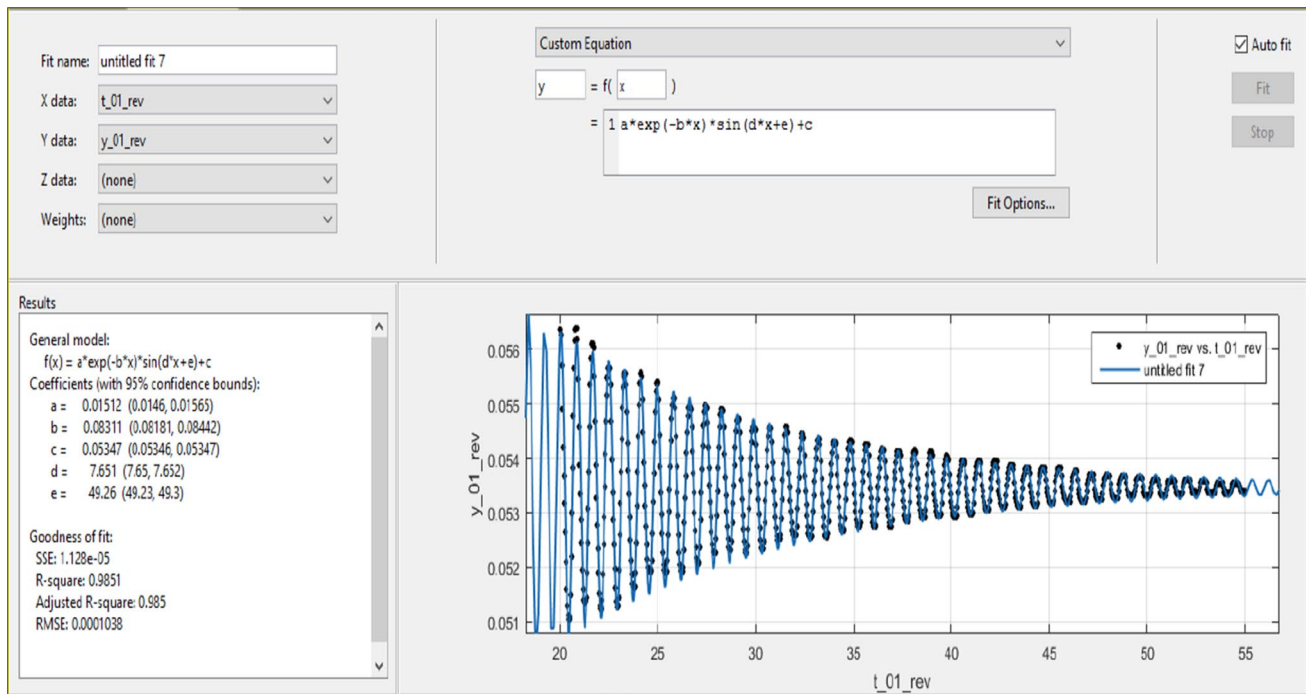 Fit name: untitled fit 7
X data: t_01_rev
Y data: y_01_rev
Z data: (none)
Weights: (none)
Custom Equation
y = f( x )
= 1 a*exp(-b*x)*sin(d*x+e)+c
Fit Options...
Auto fit
Fit
Stop
Results
General model:
f(x) = a*exp(-b*x)*sin(d*x+e)+c
Coefficients (with 95% confidence bounds):
a = 0.01512 (0.0146, 0.01565)
b = 0.08311 (0.08181, 0.08442)
c = 0.05347 (0.05346, 0.05347)
d = 7.651 (7.65, 7.652)
e = 49.26 (49.23, 49.3)
Goodness of fit:
SSE: 1.128e-05
R-square: 0.9851
Adjusted R-square: 0.985
RMSE: 0.0001038
y_01_rev
0.056
0.055
0.054
0.053
0.052
0.051
y_01_rev vs. t_01_rev
untitled fit 7
20 25 30 35 40 45 50 55
t_01_rev